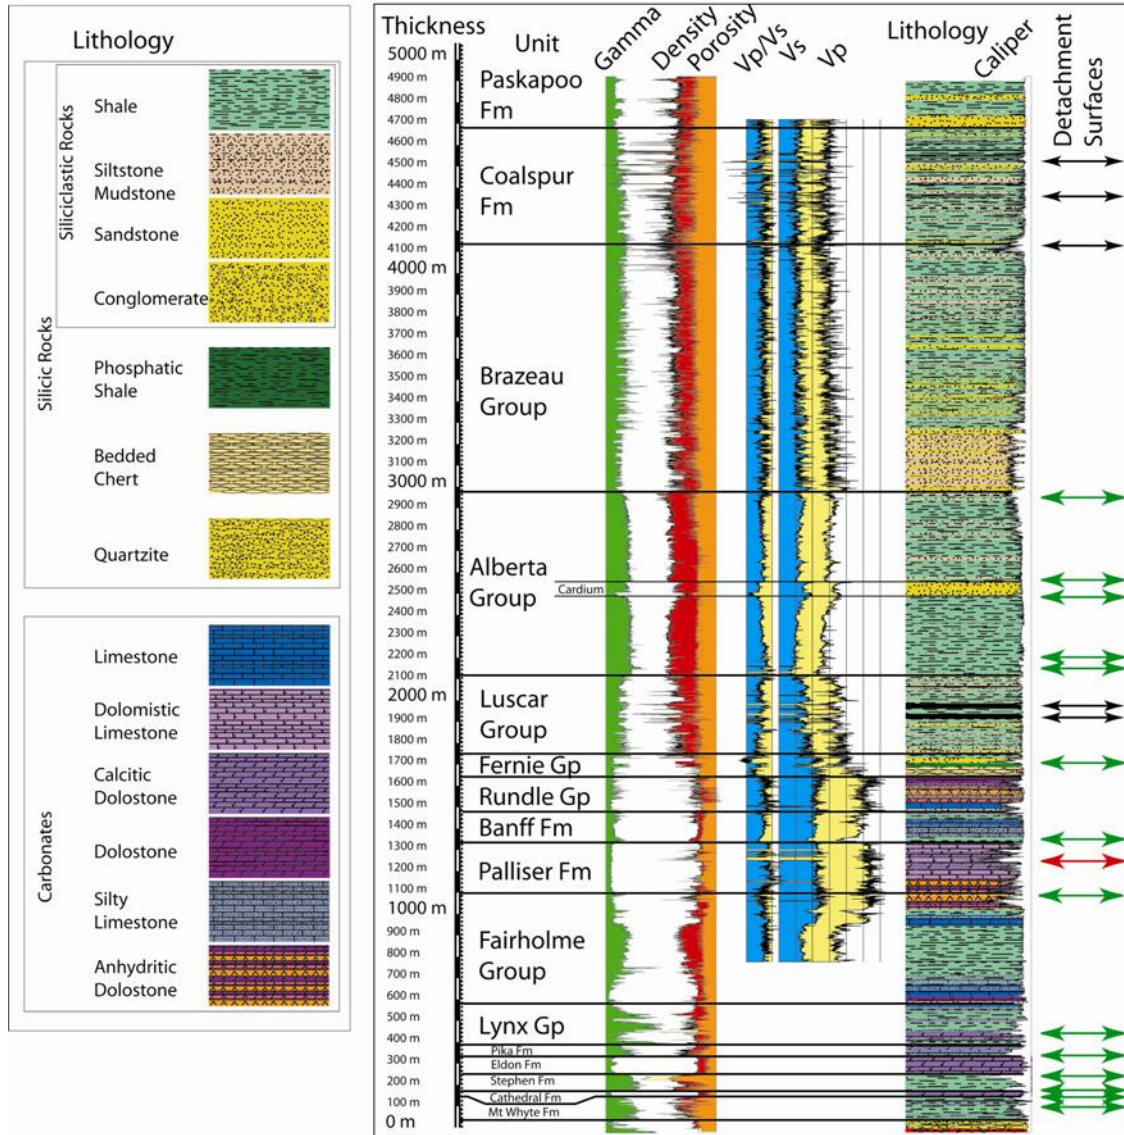 Lithology
Siliciclastic Rocks
Shale
Siltstone
Mudstone
Sandstone
Conglomerate
Silicic Rocks
Phosphatic
Shale
Bedded
Chert
Quartzite
Carbonates
Limestone
Dolomistic
Limestone
Calcitic
Dolostone
Dolostone
Silty
Limestone
Anhydritic
Dolostone
Thickness
Unit
Gamma
Density
Porosity
Vp/Vs
Vs
Vp
Lithology
Caliper
Detachment
Surfaces
5000 m
4900 m
4800 m
4700 m
4600 m
4500 m
4400 m
4300 m
4200 m
4100 m
4000 m
3900 m
3800 m
3700 m
3600 m
3500 m
3400 m
3300 m
3200 m
3100 m
3000 m
2900 m
2800 m
2700 m
2600 m
2500 m
2400 m
2300 m
2200 m
2100 m
2000 m
1900 m
1800 m
1700 m
1600 m
1500 m
1400 m
1300 m
1200 m
1100 m
1000 m
900 m
800 m
700 m
600 m
500 m
400 m
300 m
200 m
100 m
0 m
Paskapoo
Fm
Coalspur
Fm
Brazeau
Group
Alberta
Group
Cardium
Luscar
Group
Fernie Gp
Rundle Gp
Banff Fm
Palliser Fm
Fairholme
Group
Lynx Gp
Pika Fm
Eldon Fm
Stephen Fm
Cathedral Fm
Mt Whyte Fm